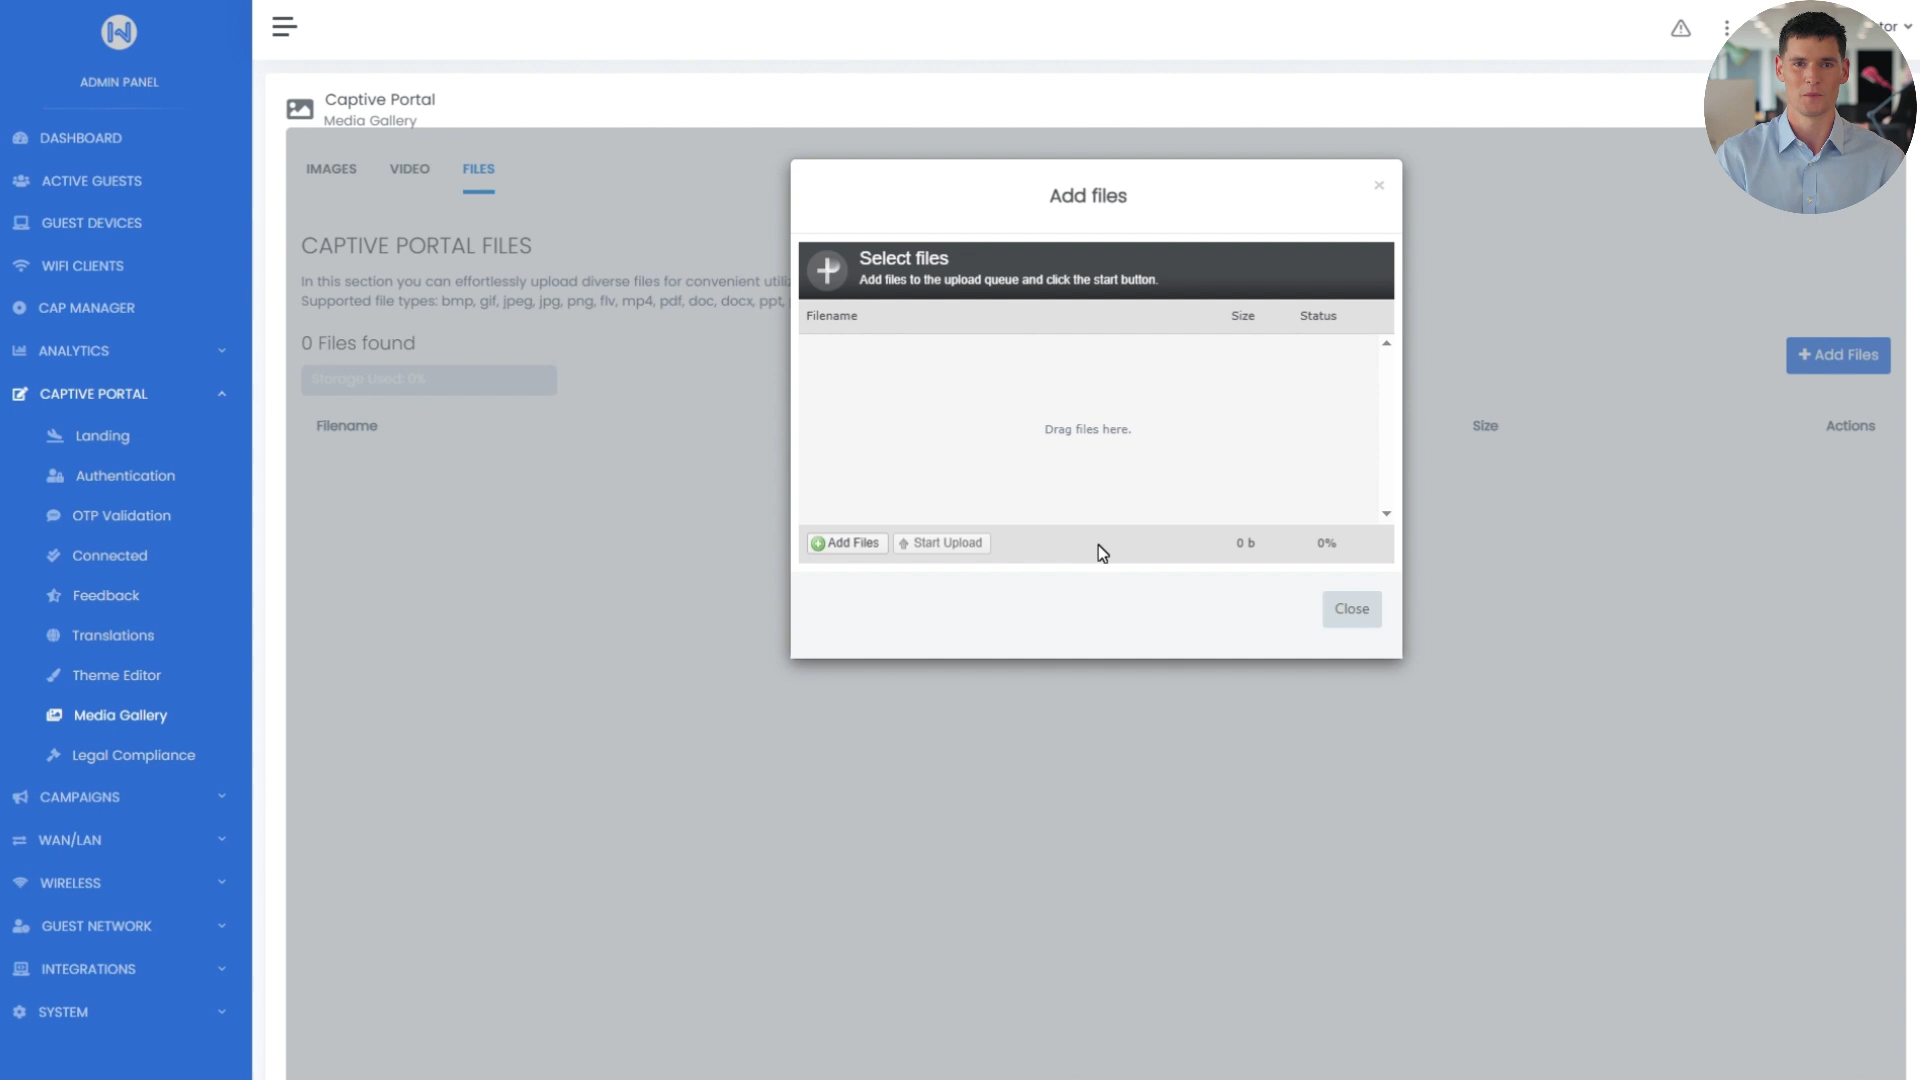 ADMIN PANEL
DASHBOARD
ACTIVE GUESTS
GUEST DEVICES
WIFI CLIENTS
CAP MANAGER
ANALYTICS
CAPTIVE PORTAL
Landing
Authentication
OTP Validation
Connected
Feedback
Translations
Theme Editor
Media Gallery
Legal Compliance
CAMPAIGNS
WAN/LAN
WIRELESS
GUEST NETWORK
INTEGRATIONS
SYSTEM
Captive Portal
Media Gallery
IMAGES VIDEO FILES
CAPTIVE PORTAL FILES
In this section you can effortlessly upload diverse files for convenient
Supported file types: bmp, gif, jpeg, jpg, png, flv, mp4, pdf, doc, docx, ppt,
0 Files found
Storage Used: 0%
+ Add Files
Filename Size Actions
Add files
×
Select files
Add files to the upload queue and click the start button.
Filename Size Status
Drag files here.
Add Files Start Upload 0 b 0%
Close